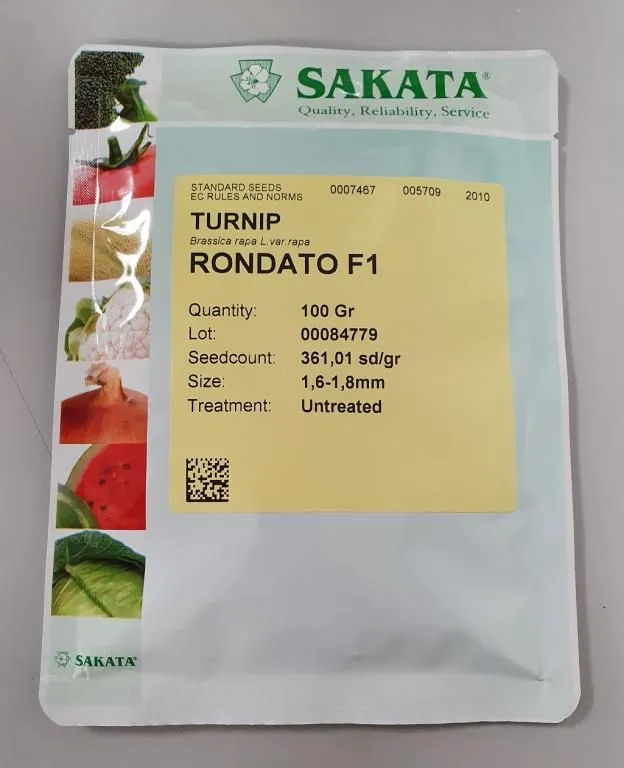 SAKATA®
Quality, Reliability, Service
STANDARD SEEDS 0007467 005709 2010
EC RULES AND NORMS
TURNIP
Brassica rapa L.var.rapa
RONDATO F1
Quantity: 100 Gr
Lot: 00084779
Seedcount: 361,01 sd/gr
Size: 1,6-1,8mm
Treatment: Untreated
SAKATA®